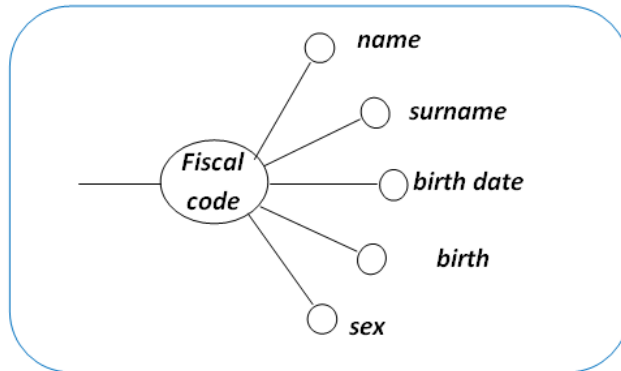 name
surname
Fiscal
code
birth date
birth
sex